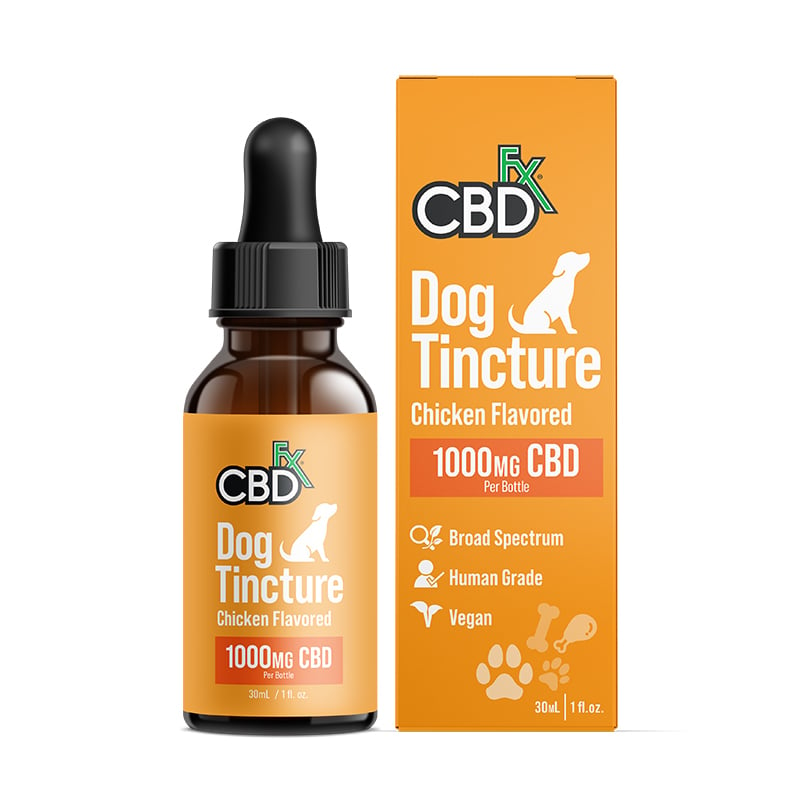 CBDFX®
Dog
Tincture
Chicken Flavored
1000MG CBD
Per Bottle
30mL / 1 fl. oz.
CBDFX®
Dog
Tincture
Chicken Flavored
1000MG CBD
Per Bottle
Broad Spectrum
Human Grade
Vegan
30mL | 1 fl. oz.